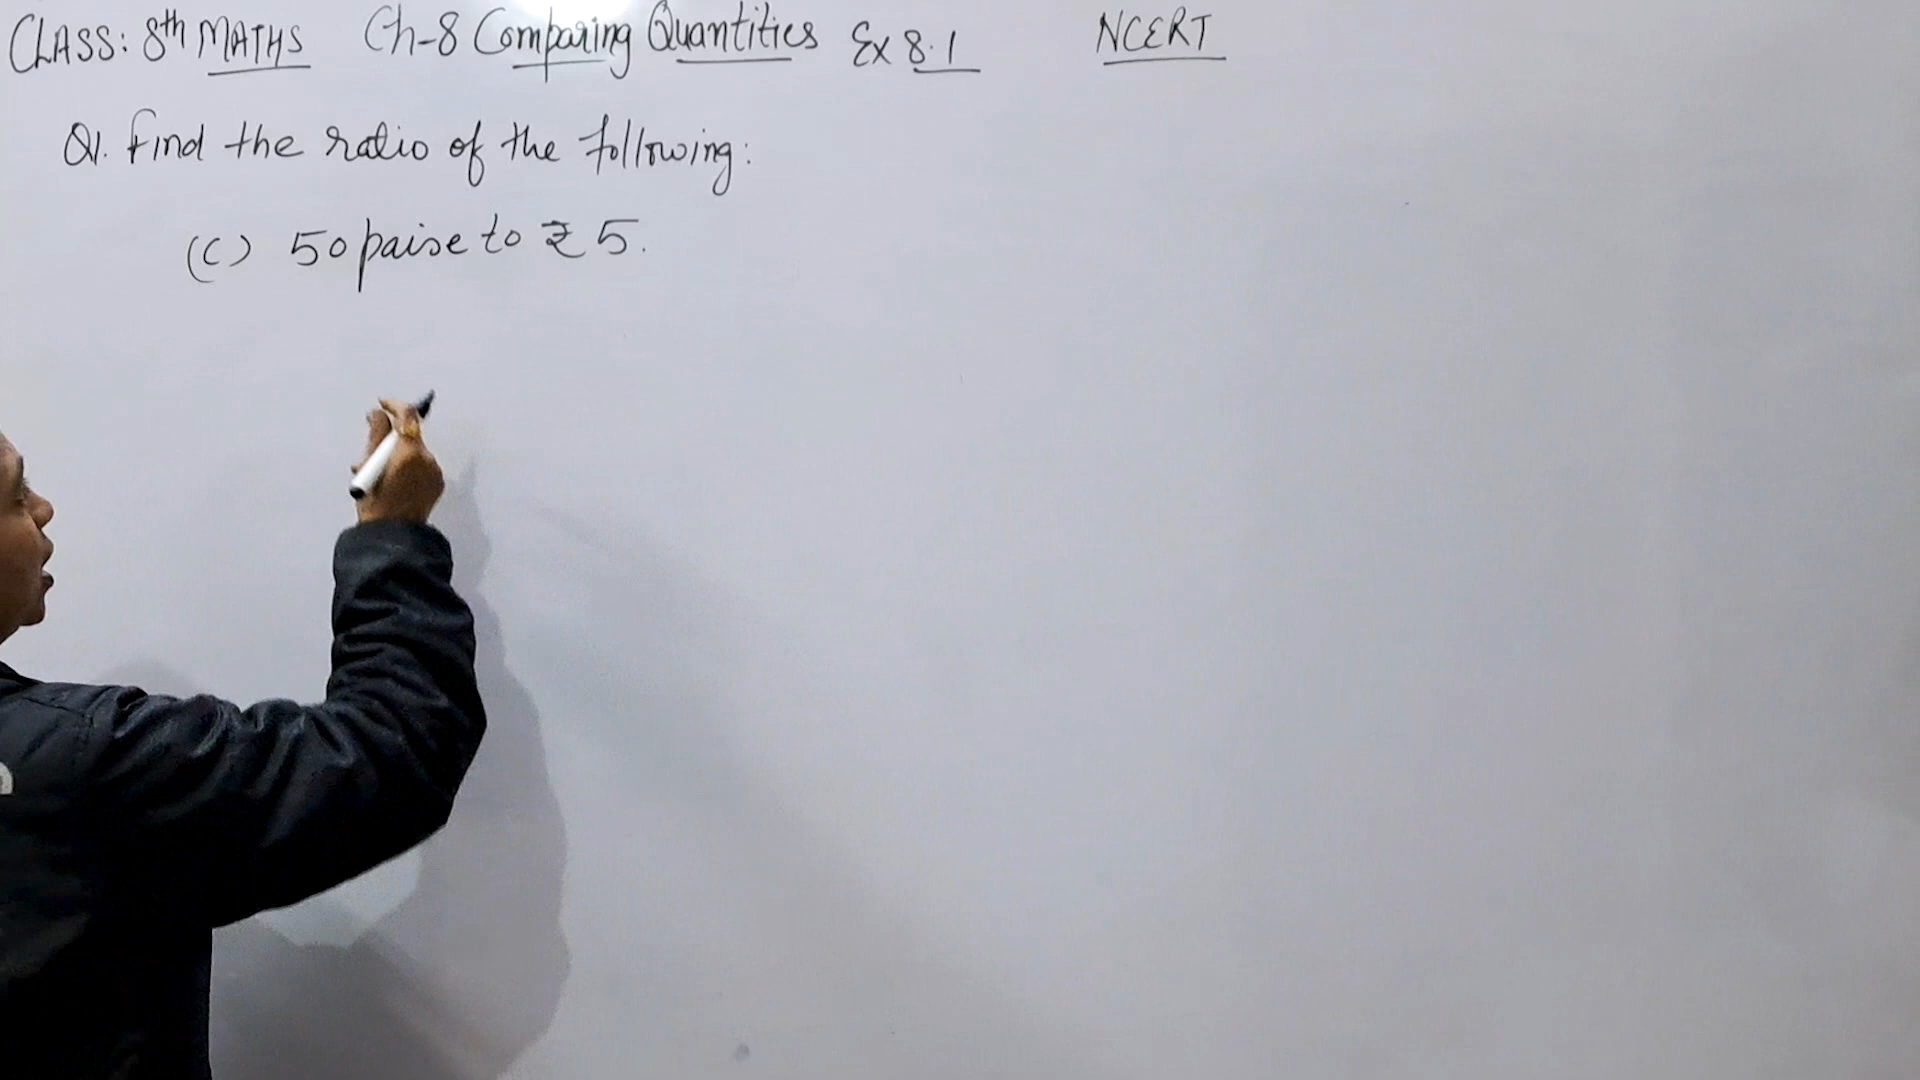 CLASS: 8th MATHS Ch-8 Comparing Quantities Ex 8.1 NCERT
Q1. Find the ratio of the following:
(C) 50 paise to ₹ 5.